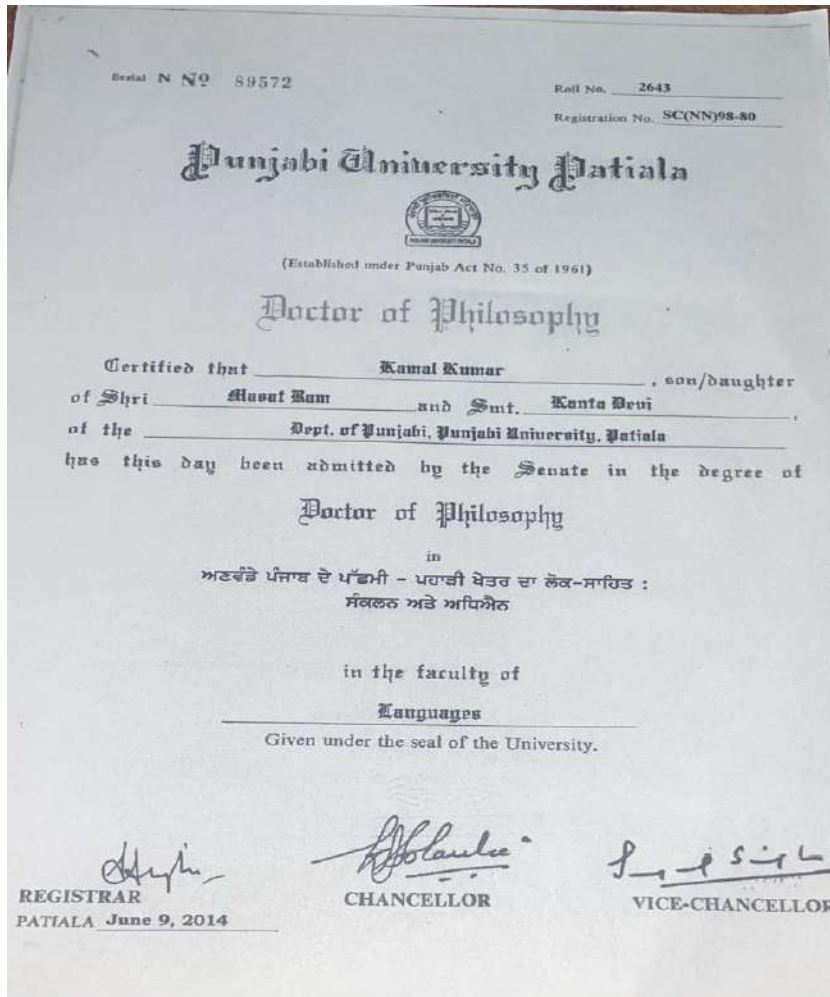 Serial N Nº 89572
Roll No. 2643
Registration No. SC(NN)98-80
Punjabi University Patiala
(Established under Punjab Act No. 35 of 1961)
Doctor of Philosophy
Certified that Kamal Kumar, son/daughter
of Shri Masat Ram and Smt. Kanta Devi,
of the Dept. of Punjabi, Punjabi University, Patiala
has this day been admitted by the Senate in the degree of
Doctor of Philosophy
in
ਅਣਵੰਡੇ ਪੰਜਾਬ ਦੇ ਪੱਛਮੀ - ਪਹਾੜੀ ਖੇਤਰ ਦਾ ਲੋਕ-ਸਾਹਿਤ :
ਸੰਕਲਨ ਅਤੇ ਅਧਿਐਨ
in the faculty of
Languages
Given under the seal of the University.
REGISTRAR
CHANCELLOR
VICE-CHANCELLOR
PATIALA June 9, 2014